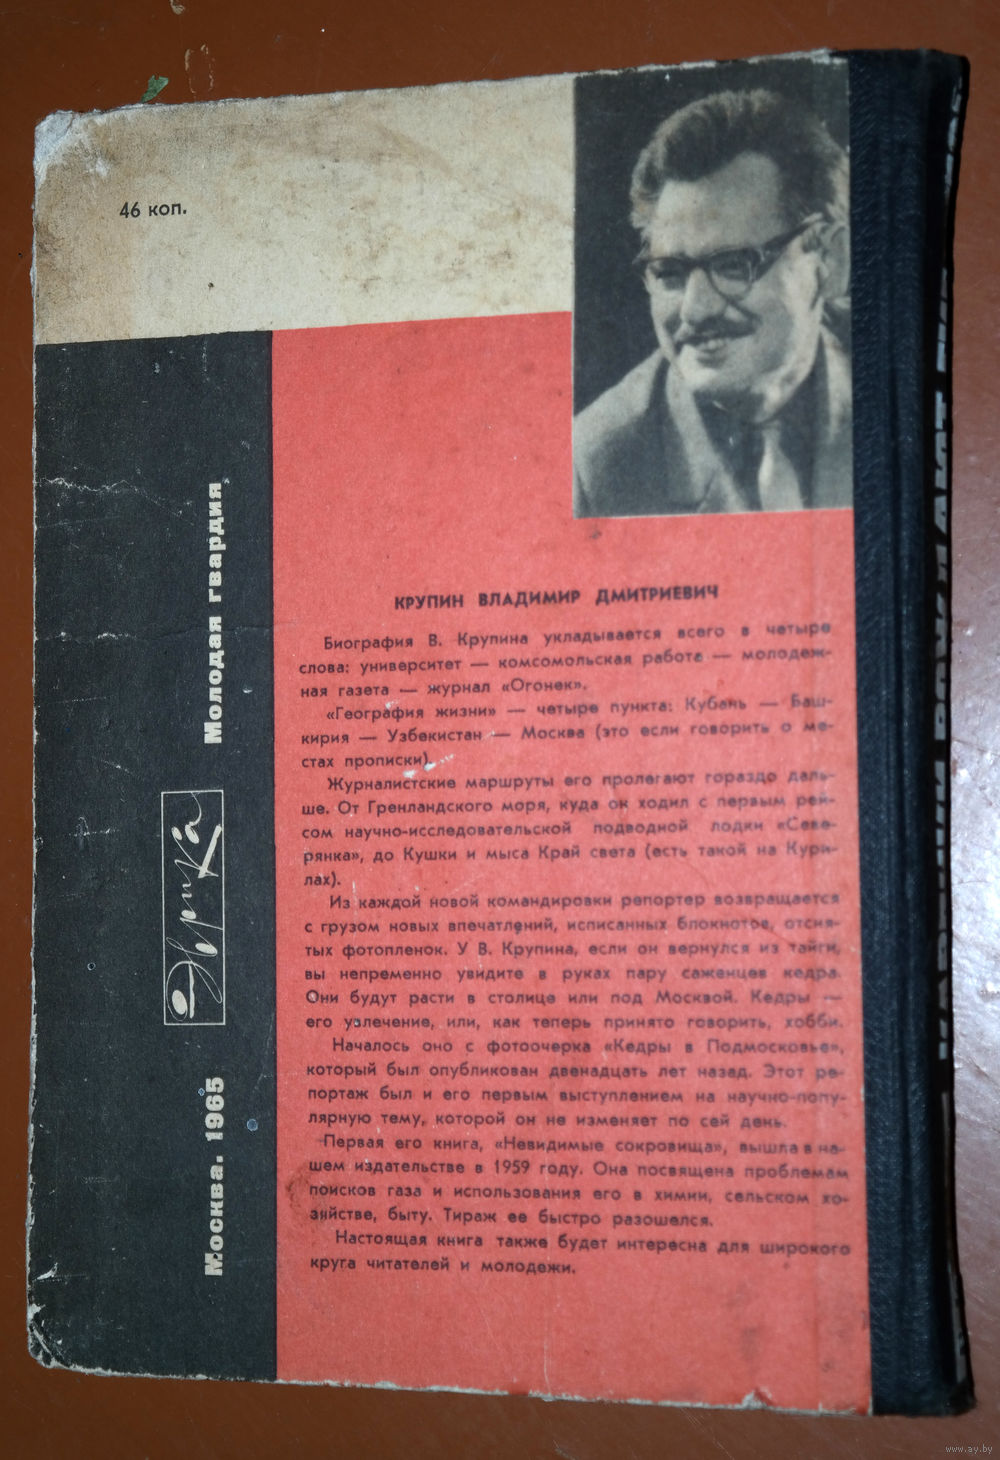 46 коп.
КРУПИН ВЛАДИМИР ДМИТРИЕВИЧ
Биография В. Крупина укладывается всего в четыре
слова: университет — комсомольская работа — молодеж-
ная газета — журнал «Огонек».
«География жизни» — четыре пункта: Кубань — Баш-
кирия — Узбекистан — Москва (это если говорить о ме-
стах прописки).
Журналистские маршруты его пролегают гораздо даль-
ше. От Гренландского моря, куда он ходил с первым рей-
сом научно-исследовательской подводной лодки «Севе-
рянка», до Кушки и мыса Край света (есть такой на Кури-
лах).
Из каждой новой командировки репортер возвращается
с грузом новых впечатлений, исписанных блокнотов, отсня-
тых фотопленок. У В. Крупина, если он вернулся из тайги,
вы непременно увидите в руках пару саженцев кедра.
Они будут расти в столице или под Москвой. Кедры —
его увлечение, или, как теперь принято говорить, хобби.
Началось оно с фотоочерка «Кедры в Подмосковье»,
который был опубликован двенадцать лет назад. Этот ре-
портаж был и его первым выступлением на научно-попу-
лярную тему, которой он не изменяет по сей день.
Первая его книга, «Невидимые сокровища», вышла в на-
шем издательстве в 1959 году. Она посвящена проблемам
поисков газа и использования его в химии, сельском хо-
зяйстве, быту. Тираж ее быстро разошелся.
Настоящая книга также будет интересна для широкого
круга читателей и молодежи.
Москва. 1965
Эврика
Молодая гвардия
www.ay.by